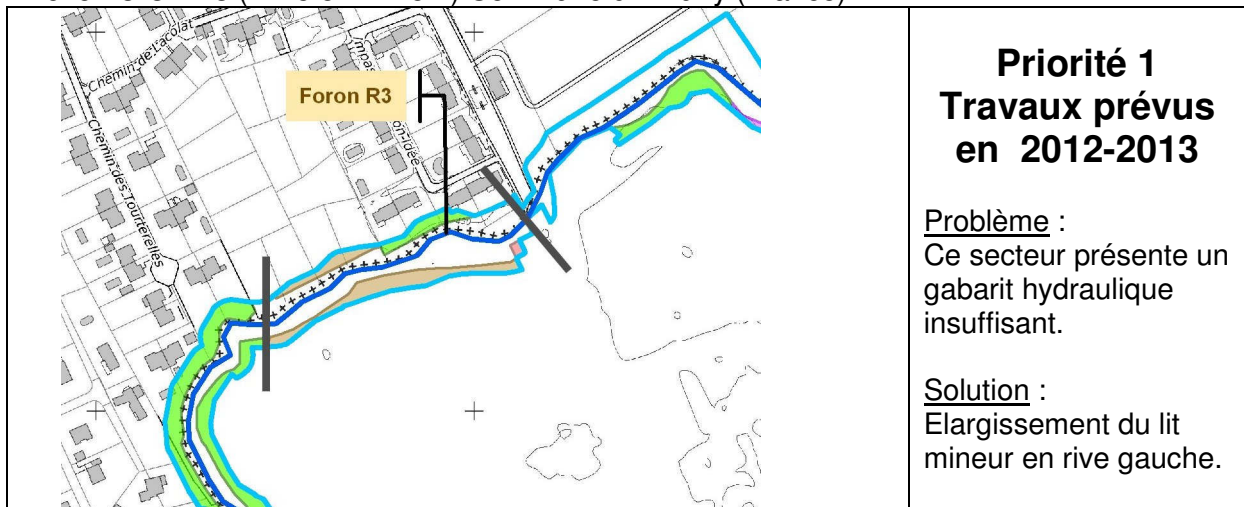 Chemin de Lacolat
Foron R3
Chemin des Tourterelles
Priorité 1
Travaux prévus
en 2012-2013
Problème :
Ce secteur présente un
gabarit hydraulique
insuffisant.
Solution :
Elargissement du lit
mineur en rive gauche.